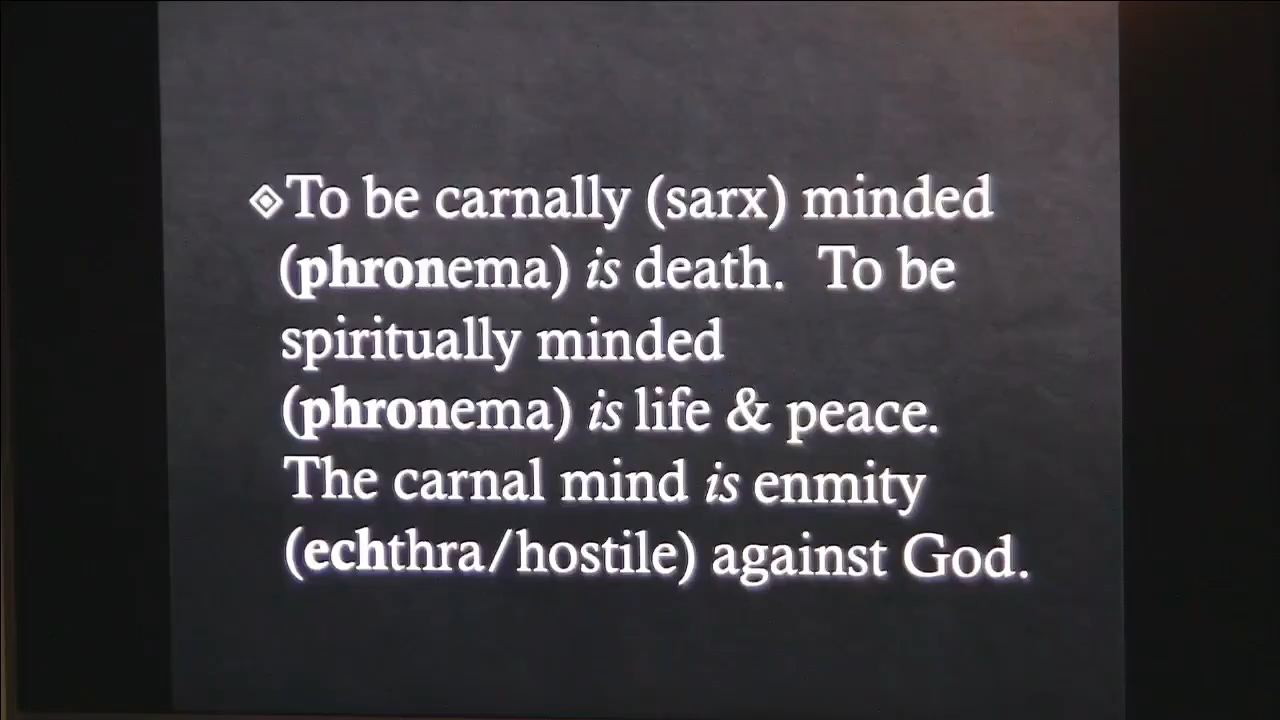 To be carnally (sarx) minded
(phronema) is death. To be
spiritually minded
(phronema) is life & peace.
The carnal mind is enmity
(echthra/hostile) against God.